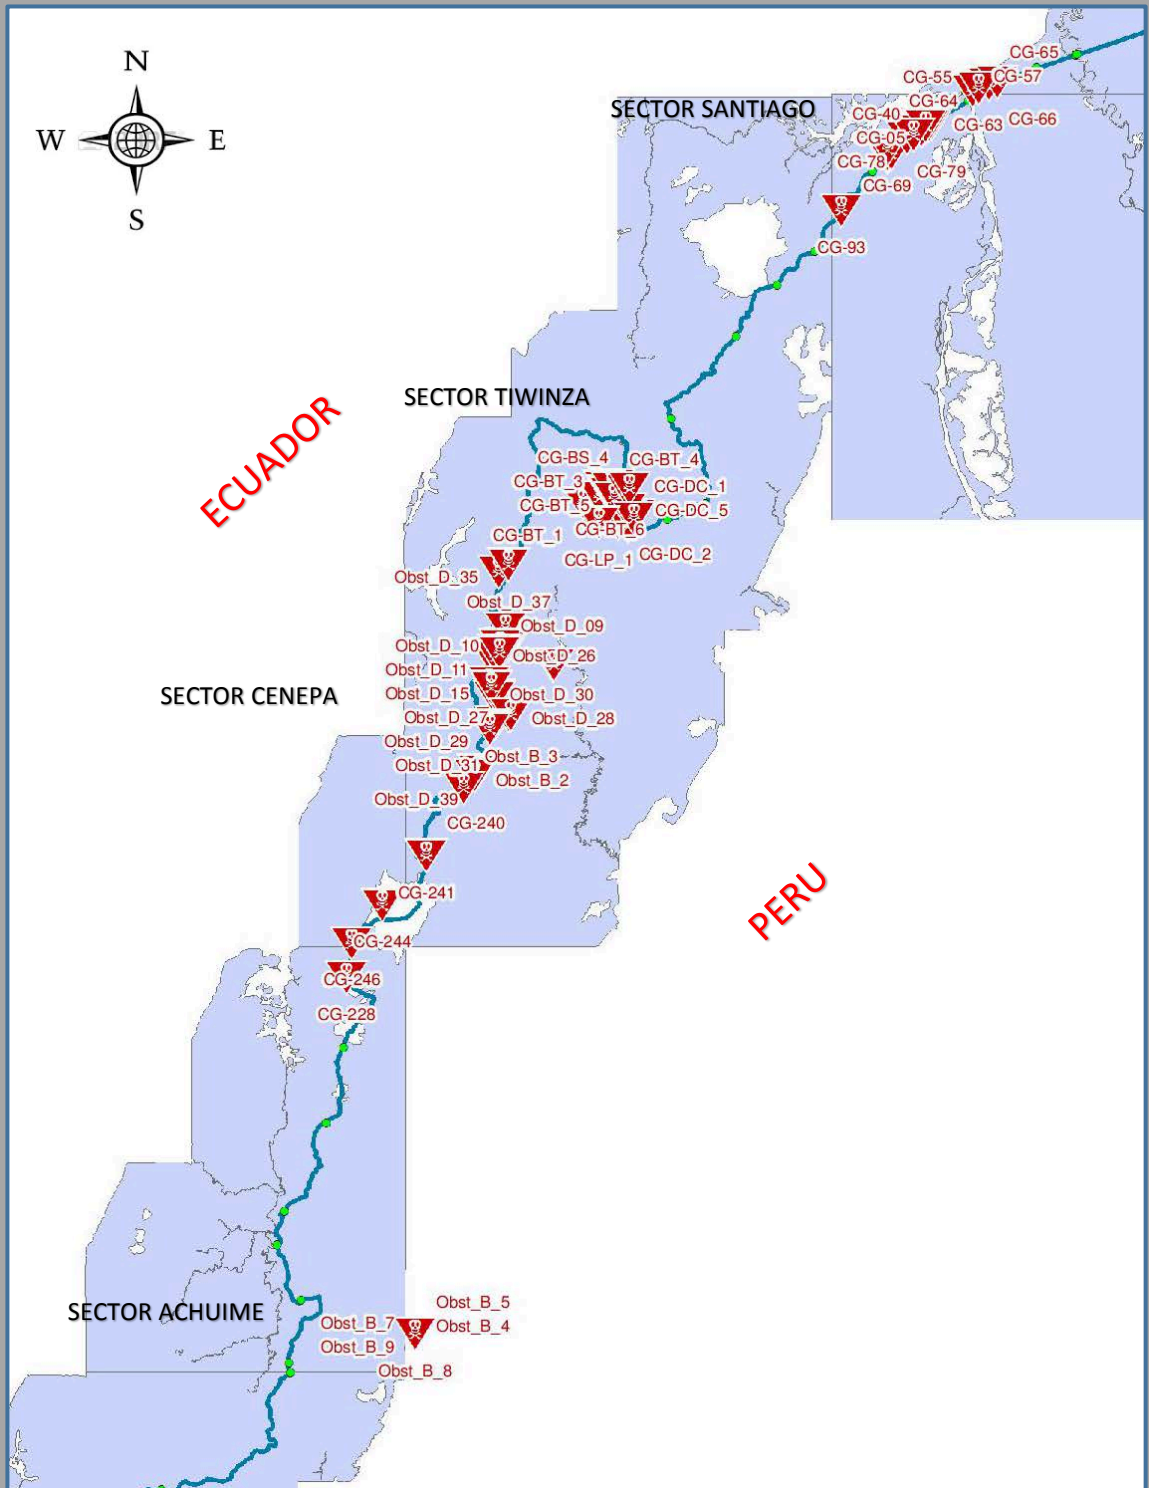 N
W E
S
CG-65
CG-55 CG-57
SECTOR SANTIAGO
CG-64
CG-40
CG-66
CG-63
CG-05
CG-78
CG-79
CG-69
CG-93
SECTOR TIWINZA
ECUADOR
CG-BS_4 CG-BT_4
CG-BT_3 CG-DC_1
CG-BT_5 CG-DC_5
CG-BT_6
CG-BT_1
CG-LP_1 CG-DC_2
Obst_D_35
Obst_D_37
Obst_D_09
Obst_D_10
Obst_D_26
Obst_D_11
Obst_D_15 Obst_D_30
SECTOR CENEPA
Obst_D_27 Obst_D_28
Obst_D_29
Obst_B_3
Obst_D_31
Obst_B_2
Obst_D_39
CG-240
CG-241
PERU
CG-244
CG-246
CG-228
Obst_B_5
SECTOR ACHUIME
Obst_B_7 Obst_B_4
Obst_B_9
Obst_B_8